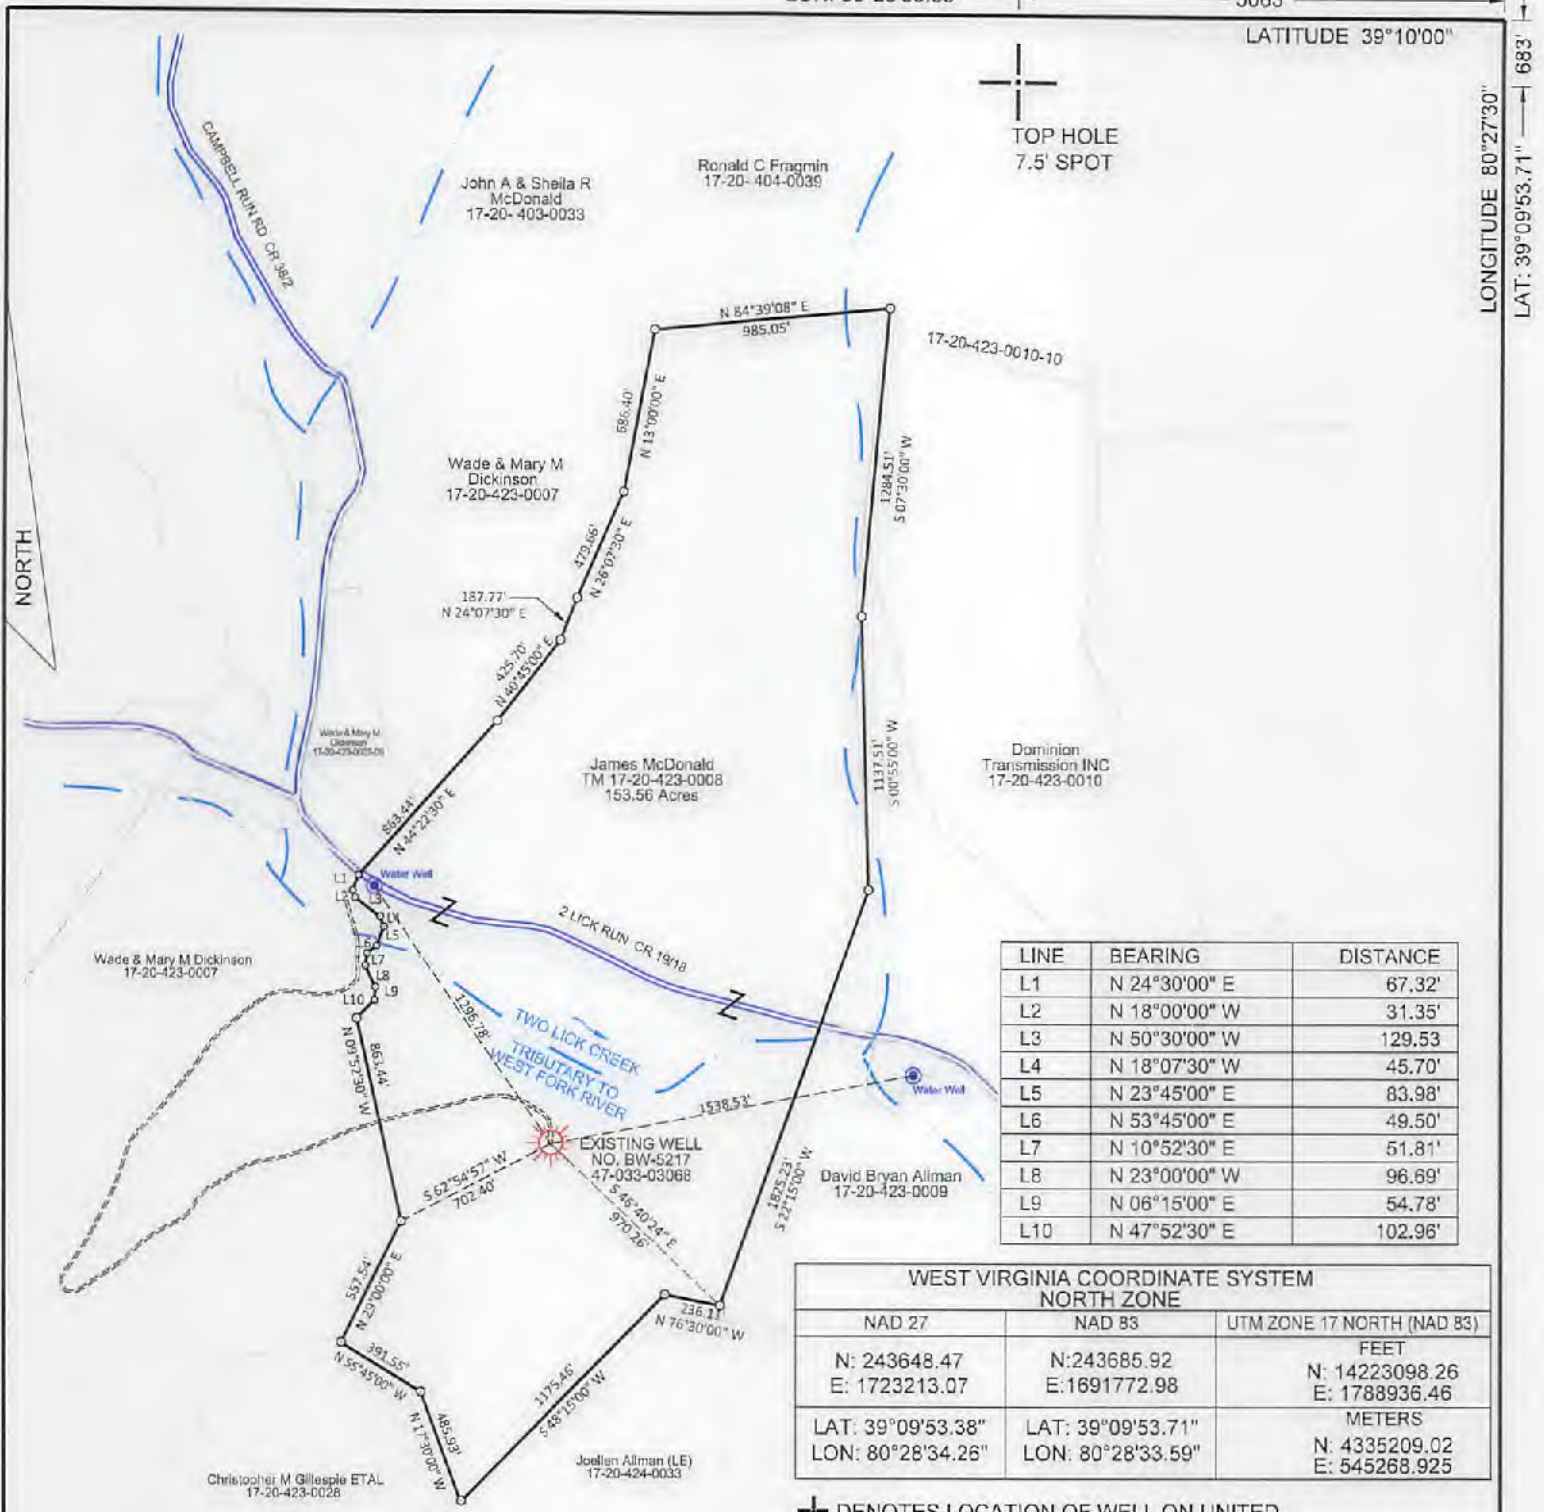 LATITUDE 39°10'00"
683'
LONGITUDE 80°27'30"
LAT: 39°09'53.71"
TOP HOLE
7.5' SPOT
CAMPBELL RUN RD CR 38/2
John A & Sheila R
McDonald
17-20- 403-0033
Ronald C Fragmin
17-20- 404-0039
N 84°39'08" E
985.05'
17-20-423-0010-10
686.40'
N 13°00'00" E
1284.51'
S 07°30'00" W
Wade & Mary M
Dickinson
17-20-423-0007
NORTH
479.66'
N 26°07'30" E
187.77'
N 24°07'30" E
425.70'
N 40°45'00" E
Wade & Mary M
Dickinson
James McDonald
TM 17-20-423-0008
153.56 Acres
1137.51'
S 00°55'00" W
Dominion
Transmission INC
17-20-423-0010
863.44'
N 44°22'30" E
L1
Water Well
L2
L3
L5
L6
L7
L8
L9
L10
2 LICK RUN CR 19/18
Wade & Mary M Dickinson
17-20-423-0007
1296.78'
TWO LICK CREEK
TRIBUTARY TO
WEST FORK RIVER
863.44'
N 09°52'30" W
1538.53'
Water Well
EXISTING WELL
NO. BW-5217
47-033-03068
S 62°54'57" W
702.40'
S 46°40'24" E
970.26'
1825.23'
S 22°15'00" W
David Bryan Allman
17-20-423-0009
557.54'
N 29°00'00" E
236.11'
N 76°30'00" W
391.55'
N 55°45'00" W
485.93'
N 17°30'00" W
1175.46'
S 48°15'00" W
Christopher M Gillespie ETAL
17-20-423-0028
Joellen Allman (LE)
17-20-424-0033
LINE BEARING DISTANCE
L1 N 24°30'00" E 67.32'
L2 N 18°00'00" W 31.35'
L3 N 50°30'00" W 129.53
L4 N 18°07'30" W 45.70'
L5 N 23°45'00" E 83.98'
L6 N 53°45'00" E 49.50'
L7 N 10°52'30" E 51.81'
L8 N 23°00'00" W 96.69'
L9 N 06°15'00" E 54.78'
L10 N 47°52'30" E 102.96'
WEST VIRGINIA COORDINATE SYSTEM
NORTH ZONE
NAD 27 NAD 83 UTM ZONE 17 NORTH (NAD 83)
FEET
N: 243648.47 N:243685.92 N: 14223098.26
E: 1723213.07 E:1691772.98 E: 1788936.46
METERS
LAT: 39°09'53.38" LAT: 39°09'53.71" N: 4335209.02
LON: 80°28'34.26" LON: 80°28'33.59" E: 545268.925
DENOTES LOCATION OF WELL ON UNITED